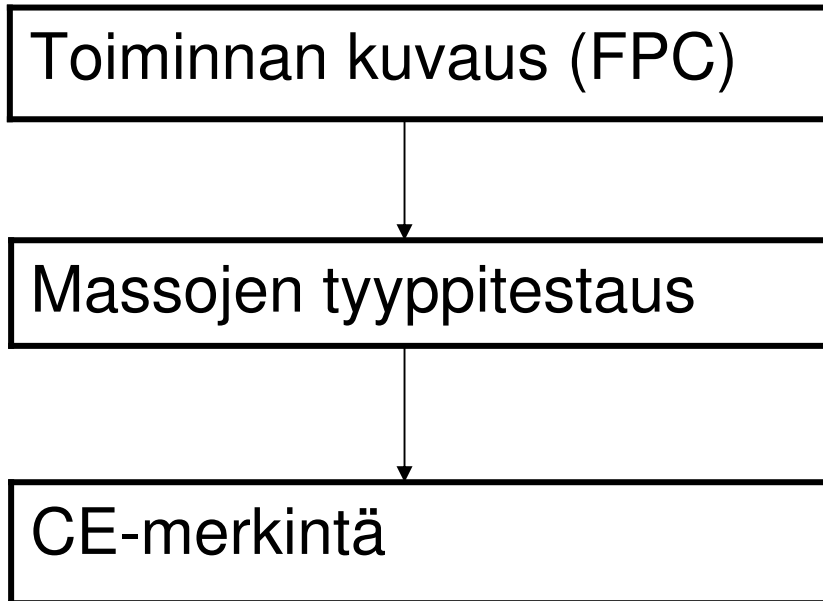 Toiminnan kuvaus (FPC)
Massojen tyyppitestaus
CE-merkintä